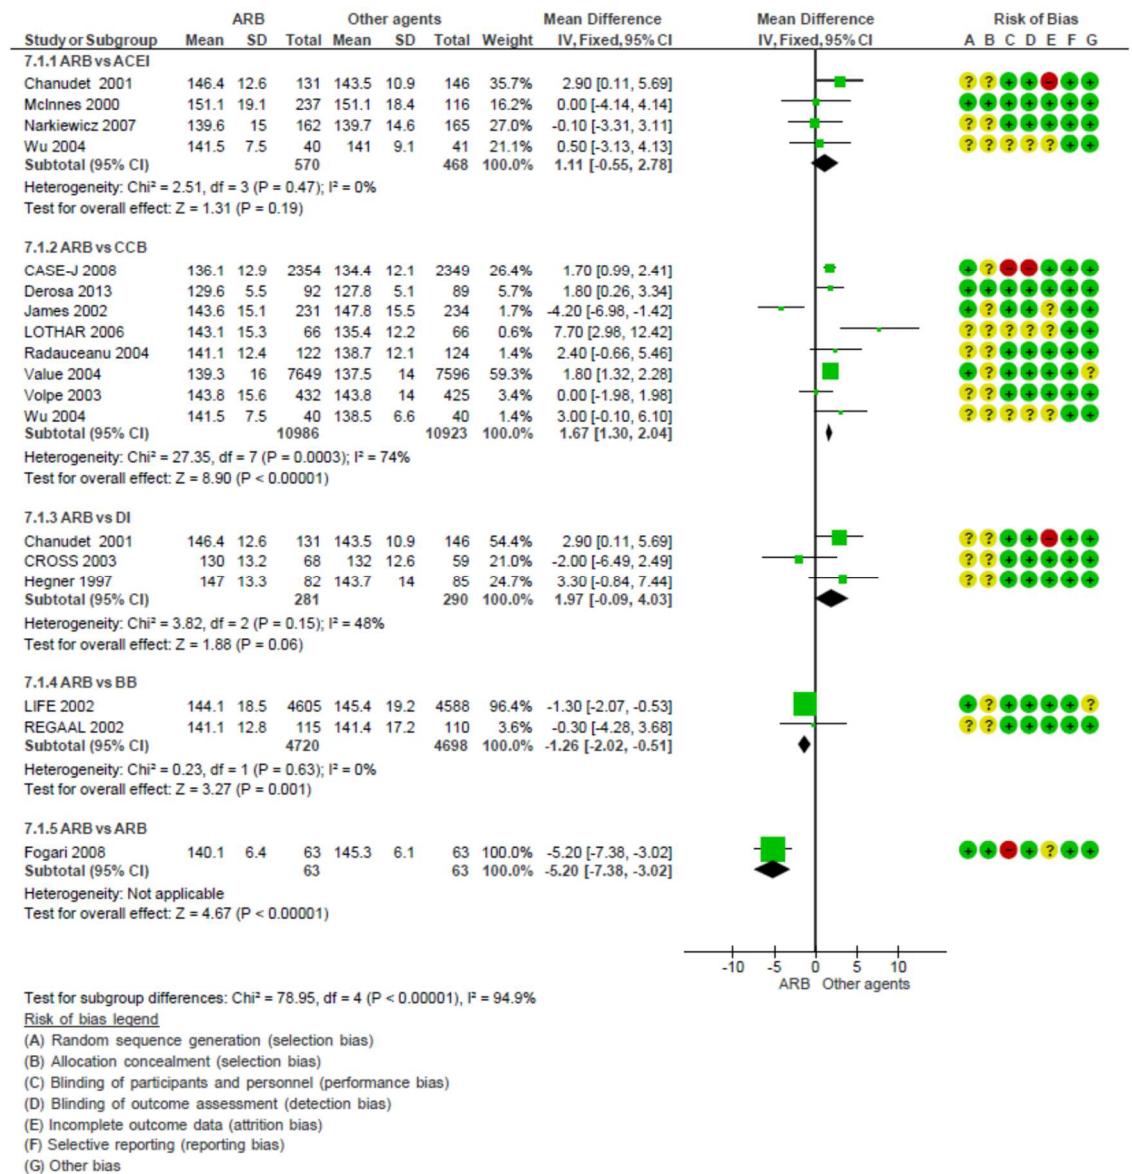 ARB Other agents Mean Difference Mean Difference Risk of Bias
Study or Subgroup Mean SD Total Mean SD Total Weight IV, Fixed, 95% CI IV, Fixed, 95% CI A B C D E F G
7.1.1 ARB vs ACEI
Chanudet 2001 146.4 12.6 131 143.5 10.9 146 35.7% 2.90 [0.11, 5.69] ? ? + + - + +
McInnes 2000 151.1 19.1 237 151.1 18.4 116 16.2% 0.00 [-4.14, 4.14] + + + + + + +
Narkiewicz 2007 139.6 15 162 139.7 14.6 165 27.0% -0.10 [-3.31, 3.11] ? ? + + + + +
Wu 2004 141.5 7.5 40 141 9.1 41 21.1% 0.50 [-3.13, 4.13] ? ? ? ? ? + +
Subtotal (95% CI) 570 468 100.0% 1.11 [-0.55, 2.78]
Heterogeneity: Chi² = 2.51, df = 3 (P = 0.47); I² = 0%
Test for overall effect: Z = 1.31 (P = 0.19)
7.1.2 ARB vs CCB
CASE-J 2008 136.1 12.9 2354 134.4 12.1 2349 26.4% 1.70 [0.99, 2.41] + ? - - + + +
Derosa 2013 129.6 5.5 92 127.8 5.1 89 5.7% 1.80 [0.26, 3.34] + + + + + + +
James 2002 143.6 15.1 231 147.8 15.5 234 1.7% -4.20 [-6.98, -1.42] + ? + + ? + +
LOTHAR 2006 143.1 15.3 66 135.4 12.2 66 0.6% 7.70 [2.98, 12.42] ? ? ? ? ? + +
Radauceanu 2004 141.1 12.4 122 138.7 12.1 124 1.4% 2.40 [-0.66, 5.46] ? ? + + + + +
Value 2004 139.3 16 7649 137.5 14 7596 59.3% 1.80 [1.32, 2.28] + ? + + + + ?
Volpe 2003 143.8 15.6 432 143.8 14 425 3.4% 0.00 [-1.98, 1.98] ? ? + + + + +
Wu 2004 141.5 7.5 40 138.5 6.6 40 1.4% 3.00 [-0.10, 6.10] ? ? ? ? ? + +
Subtotal (95% CI) 10986 10923 100.0% 1.67 [1.30, 2.04]
Heterogeneity: Chi² = 27.35, df = 7 (P = 0.0003); I² = 74%
Test for overall effect: Z = 8.90 (P < 0.00001)
7.1.3 ARB vs DI
Chanudet 2001 146.4 12.6 131 143.5 10.9 146 54.4% 2.90 [0.11, 5.69] ? ? + + - + +
CROSS 2003 130 13.2 68 132 12.6 59 21.0% -2.00 [-6.49, 2.49] ? ? + + + + +
Hegner 1997 147 13.3 82 143.7 14 85 24.7% 3.30 [-0.84, 7.44] ? ? + + + + +
Subtotal (95% CI) 281 290 100.0% 1.97 [-0.09, 4.03]
Heterogeneity: Chi² = 3.82, df = 2 (P = 0.15); I² = 48%
Test for overall effect: Z = 1.88 (P = 0.06)
7.1.4 ARB vs BB
LIFE 2002 144.1 18.5 4605 145.4 19.2 4588 96.4% -1.30 [-2.07, -0.53] + ? + + + + ?
REGAAL 2002 141.1 12.8 115 141.4 17.2 110 3.6% -0.30 [-4.28, 3.68] ? ? + + + + +
Subtotal (95% CI) 4720 4698 100.0% -1.26 [-2.02, -0.51]
Heterogeneity: Chi² = 0.23, df = 1 (P = 0.63); I² = 0%
Test for overall effect: Z = 3.27 (P = 0.001)
7.1.5 ARB vs ARB
Fogari 2008 140.1 6.4 63 145.3 6.1 63 100.0% -5.20 [-7.38, -3.02] + + - + ? + +
Subtotal (95% CI) 63 63 100.0% -5.20 [-7.38, -3.02]
Heterogeneity: Not applicable
Test for overall effect: Z = 4.67 (P < 0.00001)
-10 -5 0 5 10
ARB Other agents
Test for subgroup differences: Chi² = 78.95, df = 4 (P < 0.00001), I² = 94.9%
Risk of bias legend
(A) Random sequence generation (selection bias)
(B) Allocation concealment (selection bias)
(C) Blinding of participants and personnel (performance bias)
(D) Blinding of outcome assessment (detection bias)
(E) Incomplete outcome data (attrition bias)
(F) Selective reporting (reporting bias)
(G) Other bias